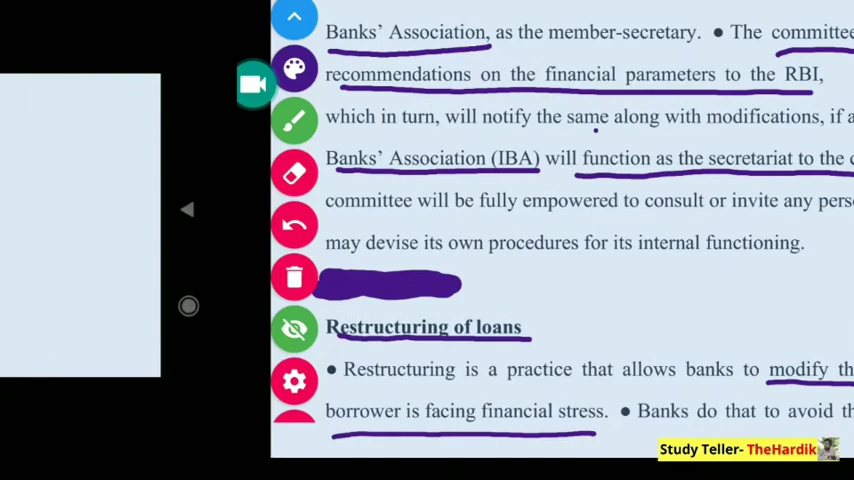 Banks’ Association, as the member-secretary. ● The committee
recommendations on the financial parameters to the RBI,
which in turn, will notify the same along with modifications, if a
Banks’ Association (IBA) will function as the secretariat to the c
committee will be fully empowered to consult or invite any pers
may devise its own procedures for its internal functioning.
Restructuring of loans
● Restructuring is a practice that allows banks to modify th
borrower is facing financial stress. ● Banks do that to avoid th
Study Teller- TheHardik